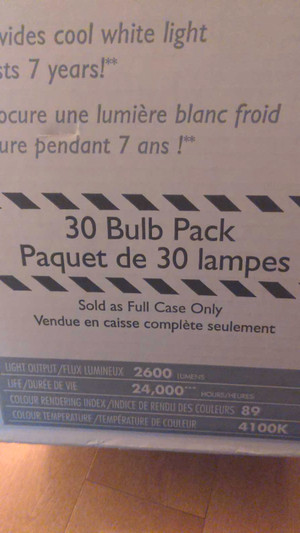 vides cool white light
sts 7 years!**
ocure une lumière blanc froid
ure pendant 7 ans !**
30 Bulb Pack
Paquet de 30 lampes
Sold as Full Case Only
Vendue en caisse complète seulement
LIGHT OUTPUT/FLUX LUMINEUX 2600 LUMENS
LIFE/DURÉE DE VIE 24,000*** HOURS/HEURES
COLOUR RENDERING INDEX/INDICE DE RENDU DES COULEURS 89
COLOUR TEMPERATURE/TEMPÉRATURE DE COULEUR 4100K